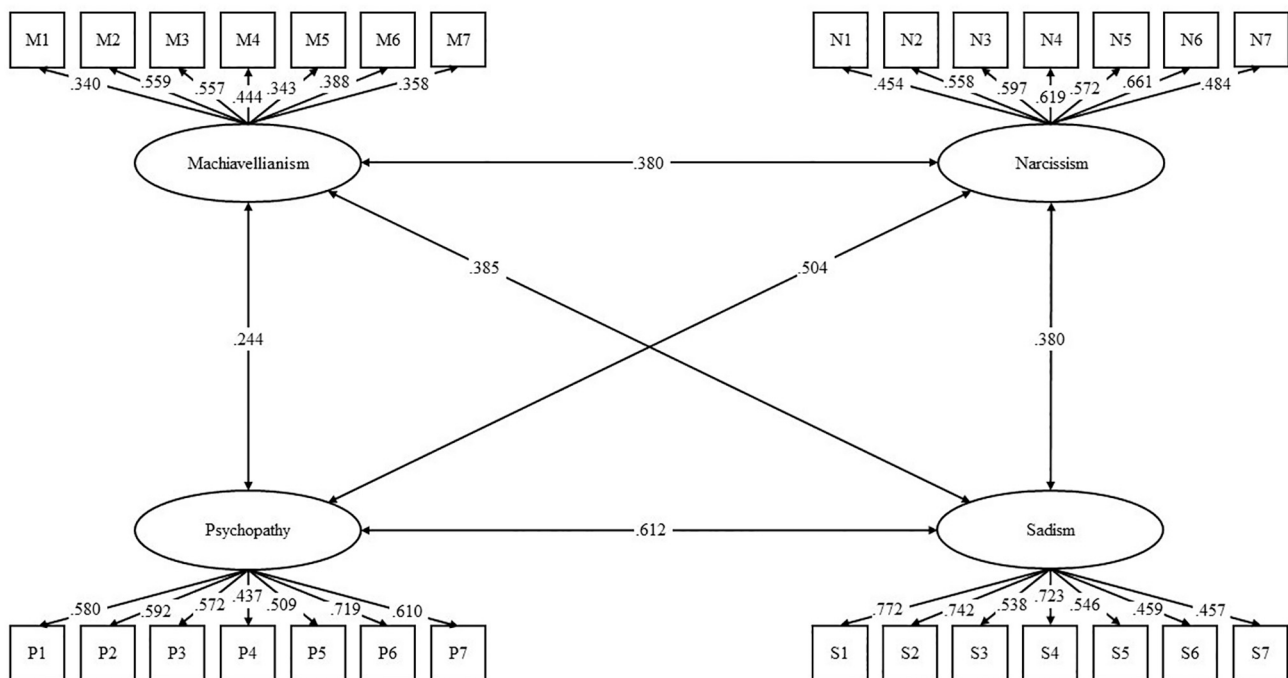 M1 M2 M3 M4 M5 M6 M7
N1 N2 N3 N4 N5 N6 N7
.340 .559 .557 .444 .343 .388 .358
.454 .558 .597 .619 .572 .661 .484
Machiavellianism
.380
Narcissism
.385
.504
.244
.380
Psychopathy
.612
Sadism
.580 .592 .572 .437 .509 .719 .610
.772 .742 .538 .723 .546 .459 .457
P1 P2 P3 P4 P5 P6 P7
S1 S2 S3 S4 S5 S6 S7